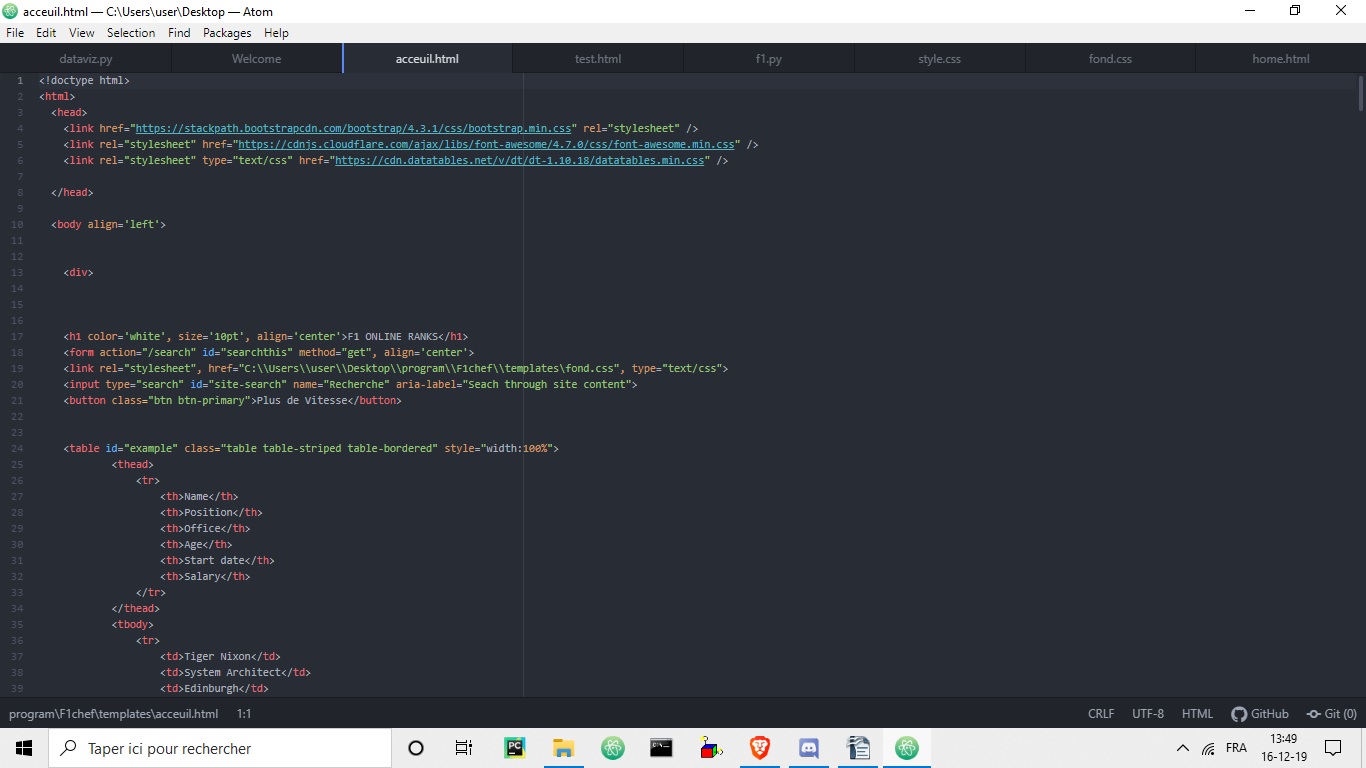 acceuil.html — C:\Users\user\Desktop — Atom
File Edit View Selection Find Packages Help
dataviz.py Welcome acceuil.html test.html f1.py style.css fond.css home.html
1 <!doctype html>
2 <html>
3 <head>
4 <link href="https://stackpath.bootstrapcdn.com/bootstrap/4.3.1/css/bootstrap.min.css" rel="stylesheet" />
5 <link rel="stylesheet" href="https://cdnjs.cloudflare.com/ajax/libs/font-awesome/4.7.0/css/font-awesome.min.css" />
6 <link rel="stylesheet" type="text/css" href="https://cdn.datatables.net/v/dt/dt-1.10.18/datatables.min.css" />
7
8 </head>
9
10 <body align='left'>
11
12
13 <div>
14
15
16
17 <h1 color='white', size='10pt', align='center'>F1 ONLINE RANKS</h1>
18 <form action="/search" id="searchthis" method="get", align='center'>
19 <link rel="stylesheet", href="C:\\Users\\user\\Desktop\\program\\F1chef\\templates\fond.css", type="text/css">
20 <input type="search" id="site-search" name="Recherche" aria-label="Seach through site content">
21 <button class="btn btn-primary">Plus de Vitesse</button>
22
23
24 <table id="example" class="table table-striped table-bordered" style="width:100%">
25 <thead>
26 <tr>
27 <th>Name</th>
28 <th>Position</th>
29 <th>Office</th>
30 <th>Age</th>
31 <th>Start date</th>
32 <th>Salary</th>
33 </tr>
34 </thead>
35 <tbody>
36 <tr>
37 <td>Tiger Nixon</td>
38 <td>System Architect</td>
39 <td>Edinburgh</td>
program\F1chef\templates\acceuil.html 1:1 CRLF UTF-8 HTML GitHub Git (0)
Taper ici pour rechercher PC FRA 13:49
16-12-19